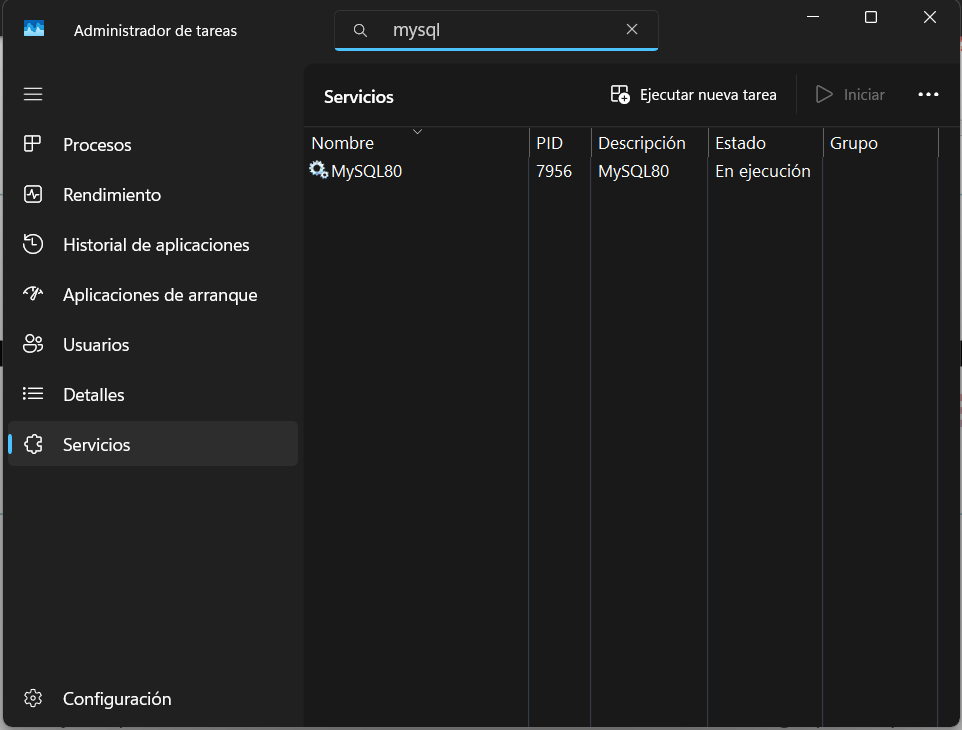 Administrador de tareas
mysql
Servicios
Ejecutar nueva tarea
Iniciar
Procesos
Rendimiento
Historial de aplicaciones
Aplicaciones de arranque
Usuarios
Detalles
Servicios
Configuración
Nombre PID Descripción Estado Grupo
MySQL80 7956 MySQL80 En ejecución